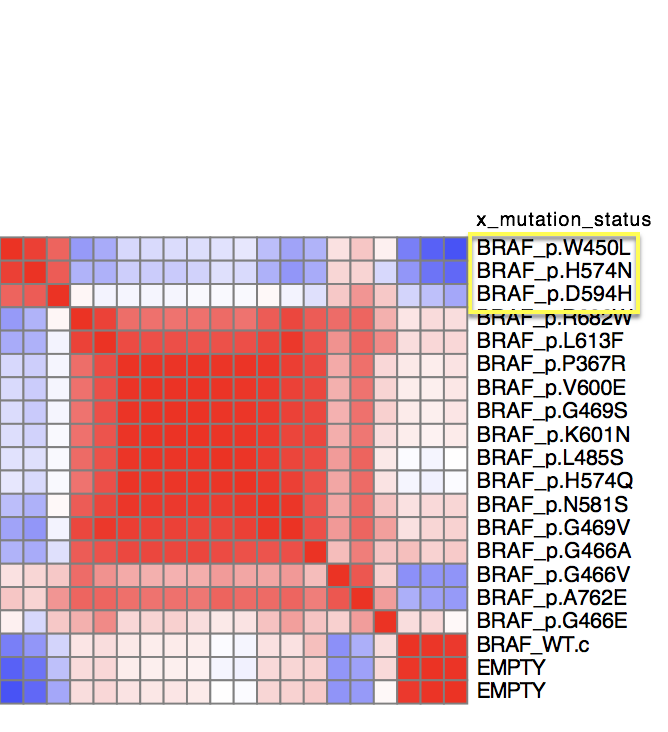 x_mutation_status
BRAF_p.W450L
BRAF_p.H574N
BRAF_p.D594H
BRAF_p.R682W
BRAF_p.L613F
BRAF_p.P367R
BRAF_p.V600E
BRAF_p.G469S
BRAF_p.K601N
BRAF_p.L485S
BRAF_p.H574Q
BRAF_p.N581S
BRAF_p.G469V
BRAF_p.G466A
BRAF_p.G466V
BRAF_p.A762E
BRAF_p.G466E
BRAF_WT.c
EMPTY
EMPTY